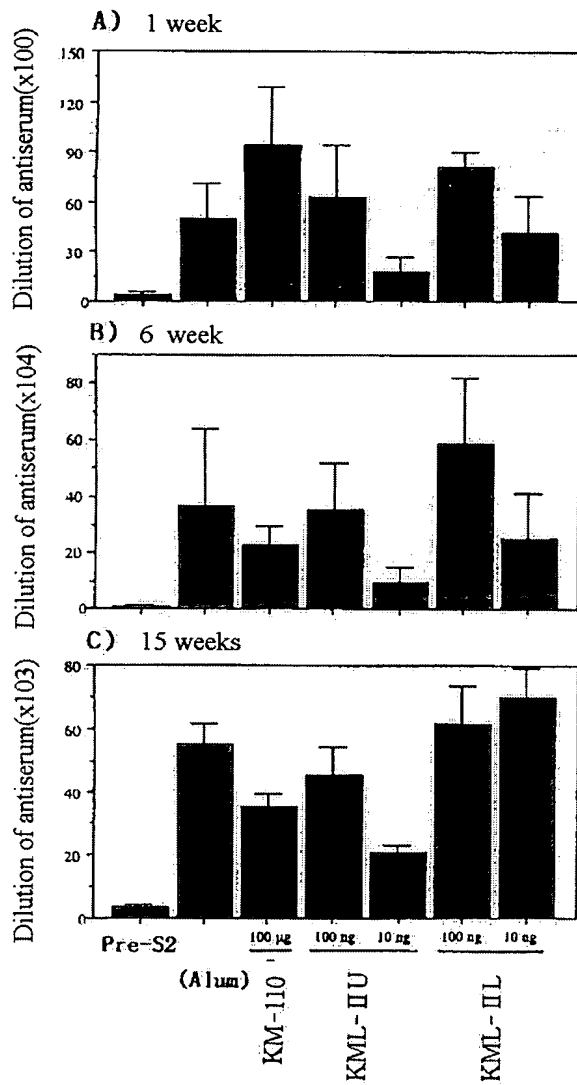 A) 1 week
Dilution of antiserum(x100)
150
120
90
60
30
0
B) 6 week
Dilution of antiserum(x104)
80
60
40
20
0
C) 15 weeks
Dilution of antiserum(x103)
80
60
40
20
0
Pre-S2
(Alum)
100 μg
100 ng
10 ng
100 ng
10 ng
KM-110
KML-IIU
KML-IIL